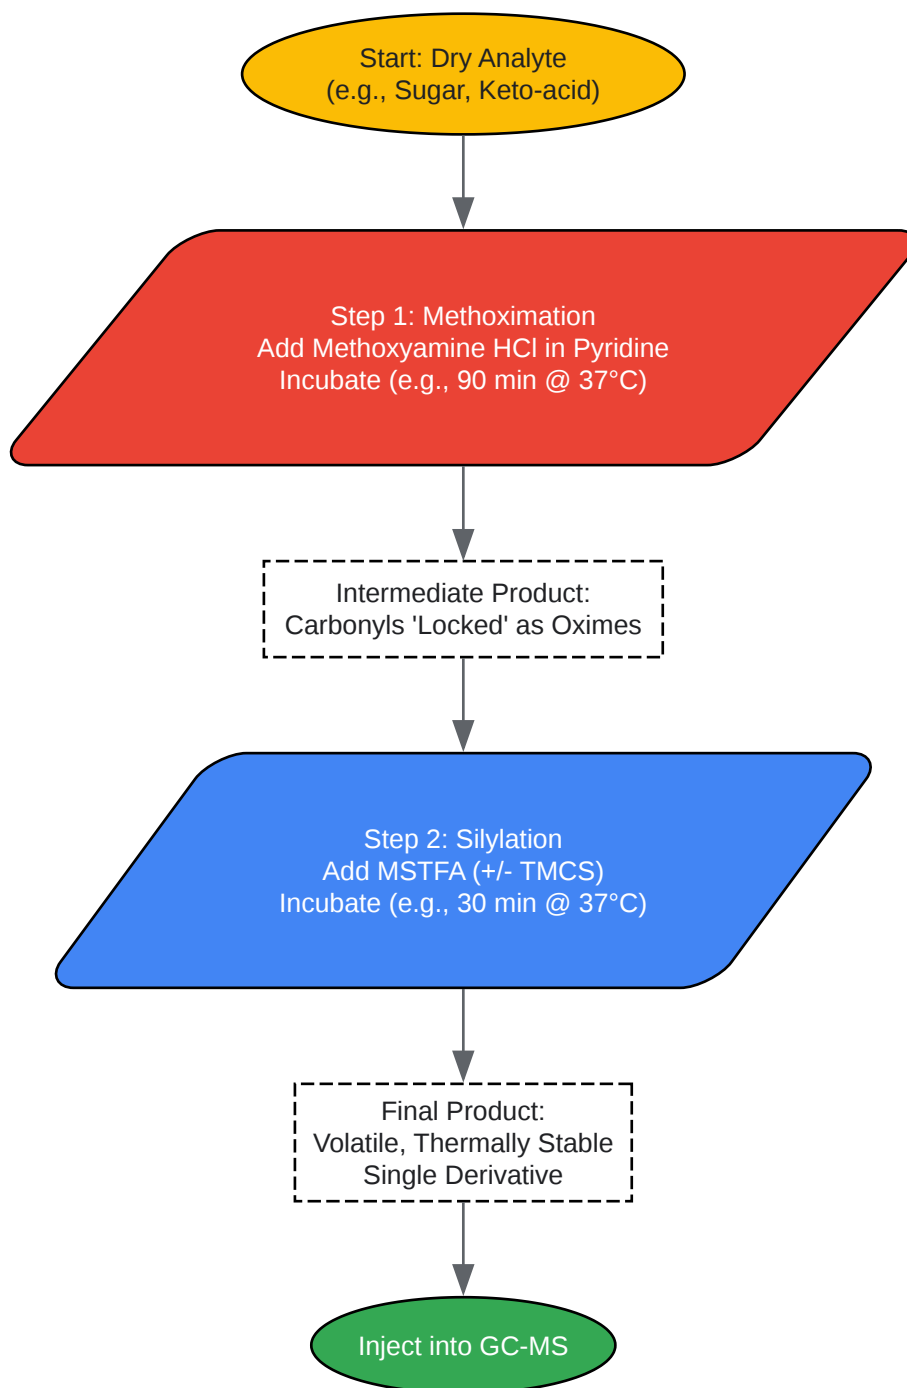 Start: Dry Analyte
(e.g., Sugar, Keto-acid)
Step 1: Methoximation
Add Methoxyamine HCl in Pyridine
Incubate (e.g., 90 min @ 37°C)
Intermediate Product:
Carbonyls 'Locked' as Oximes
Step 2: Silylation
Add MSTFA (+/- TMCS)
Incubate (e.g., 30 min @ 37°C)
Final Product:
Volatile, Thermally Stable
Single Derivative
Inject into GC-MS